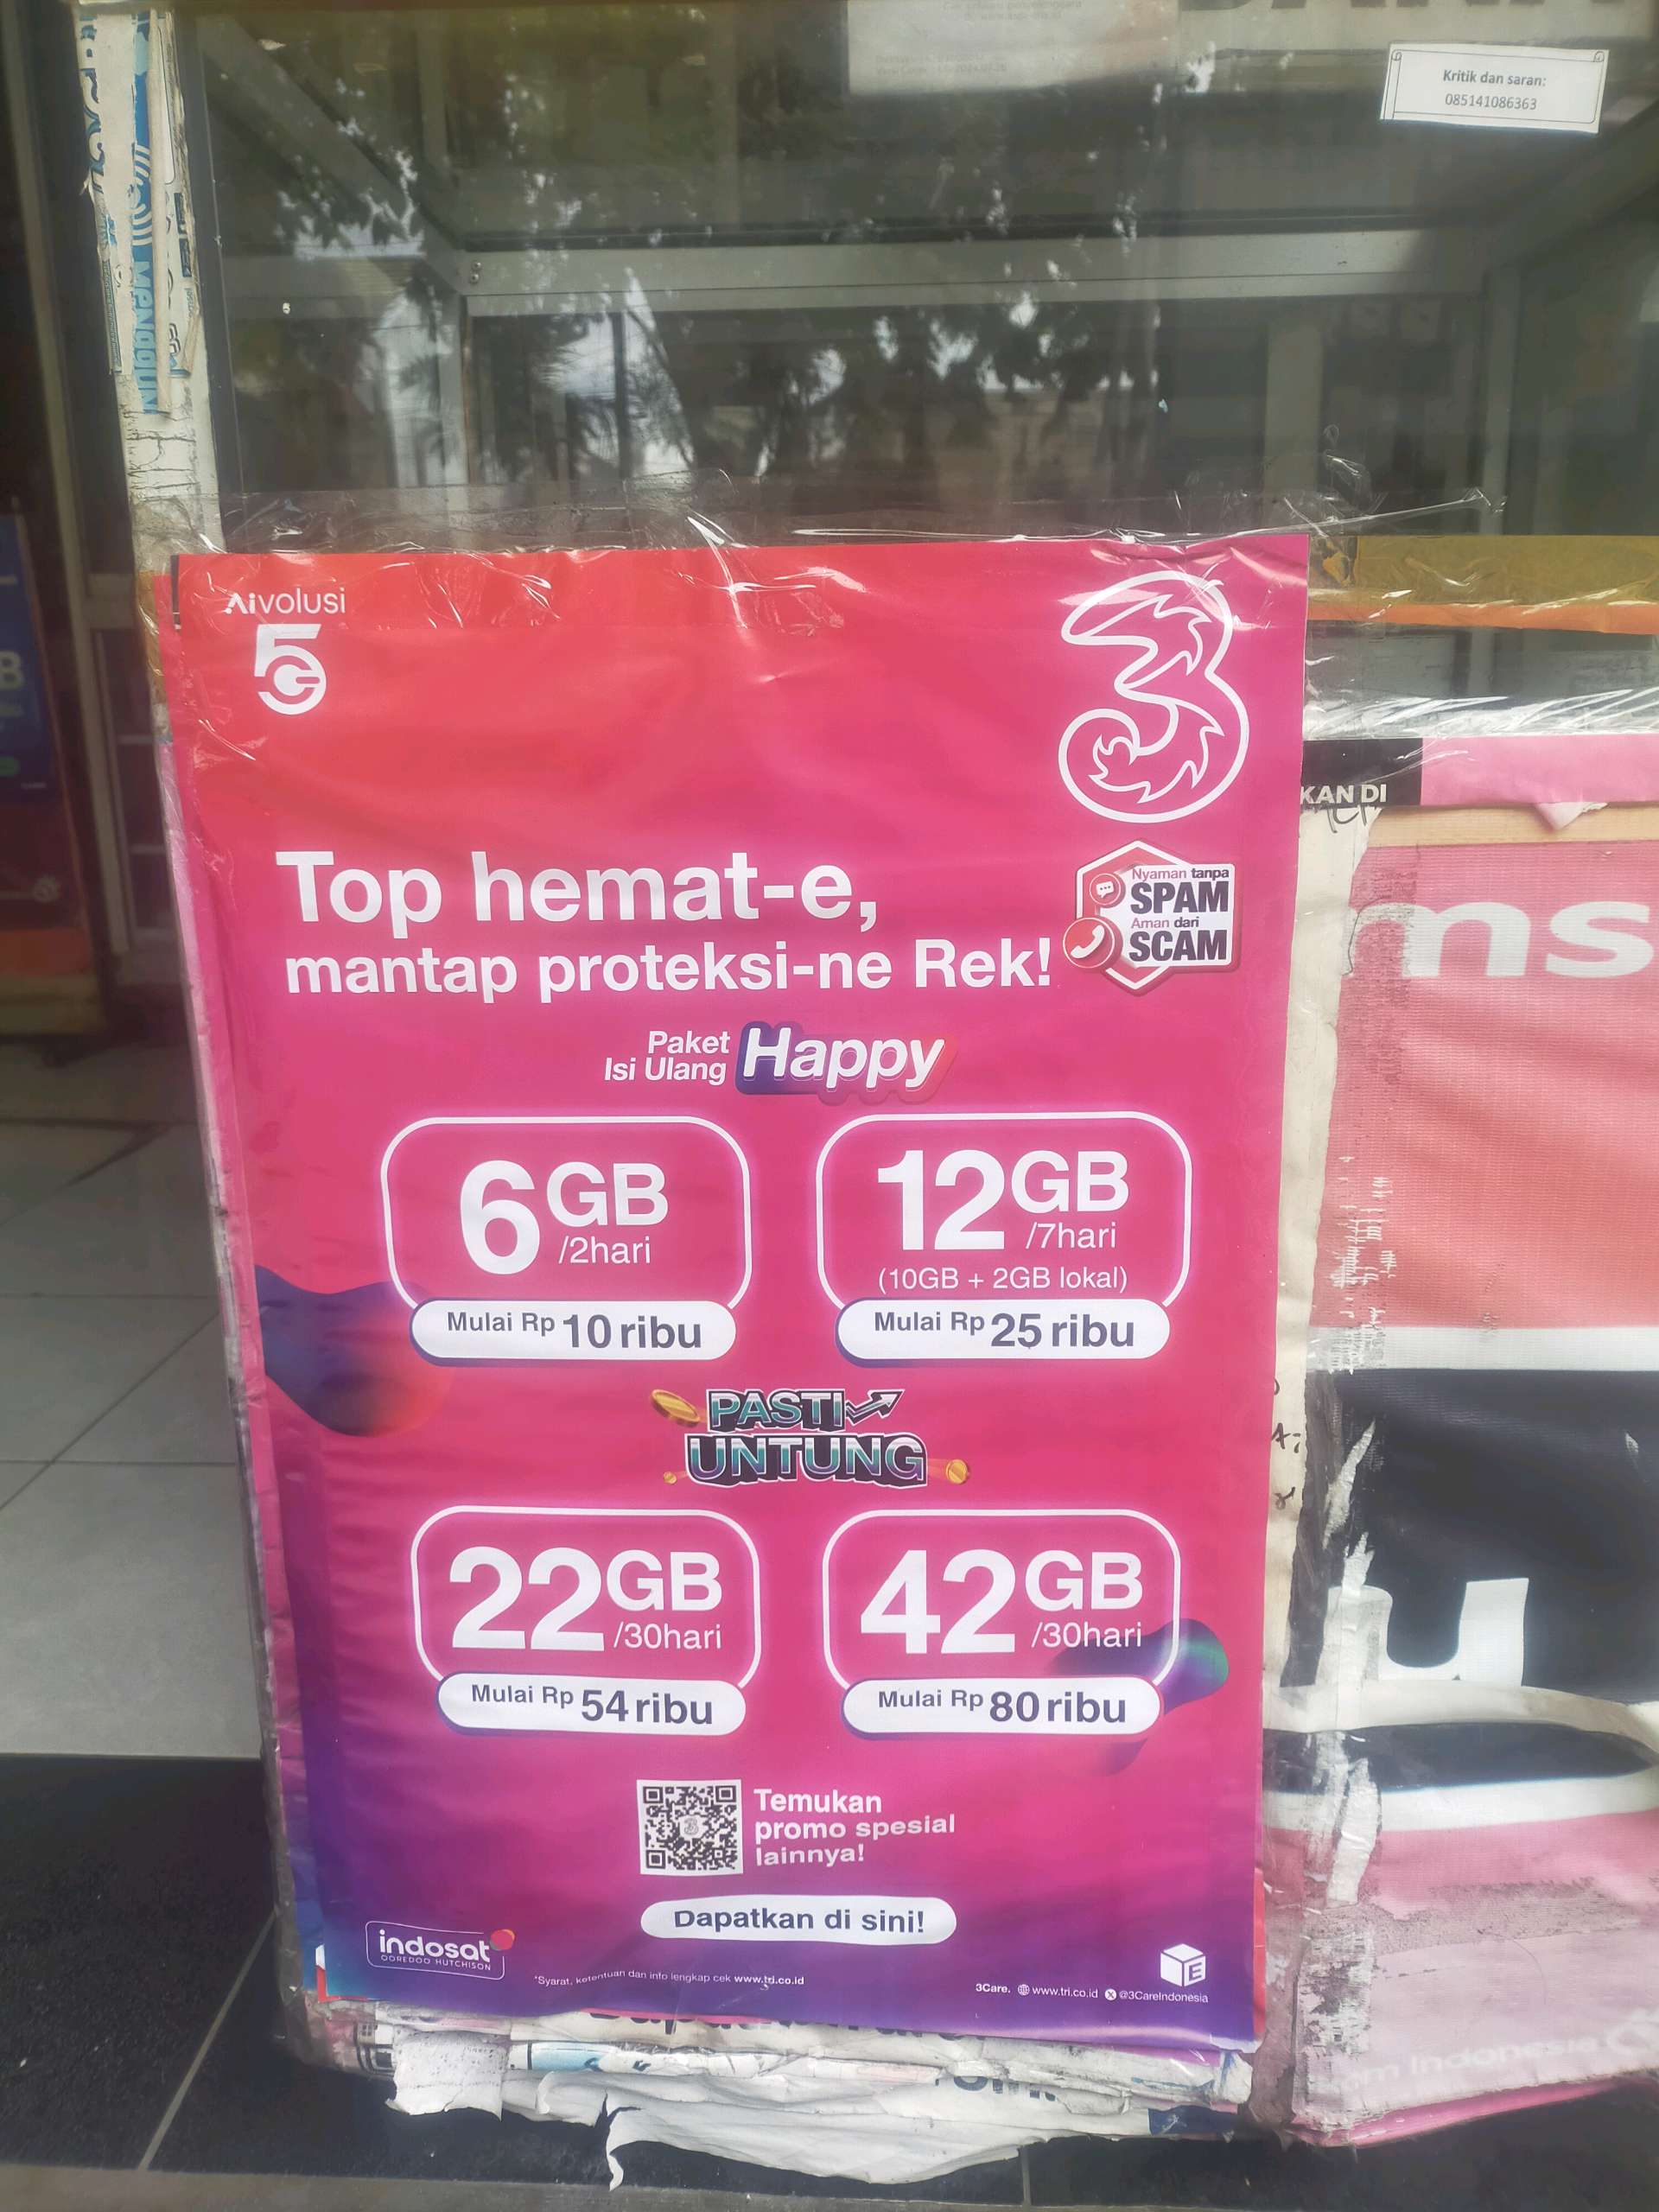 Kritik dan saran:
085141086363
Aivolusi
5G
3
Top hemat-e,
mantap proteksi-ne Rek!
Nyaman tanpa
SPAM
Aman dari
SCAM
Paket
Isi Ulang
Happy
6GB
/2hari
Mulai Rp 10 ribu
12GB
/7hari
(10GB + 2GB lokal)
Mulai Rp 25 ribu
PASTI
UNTUNG
22GB
/30hari
Mulai Rp 54 ribu
42GB
/30hari
Mulai Rp 80 ribu
Temukan
promo spesial
lainnya!
Dapatkan di sini!
indosat
OOREDOO HUTCHISON
*Syarat, ketentuan dan info lengkap cek www.tri.co.id
3Care. www.tri.co.id @3CareIndonesia
E
KAN DI
ms
u
m Indonesia